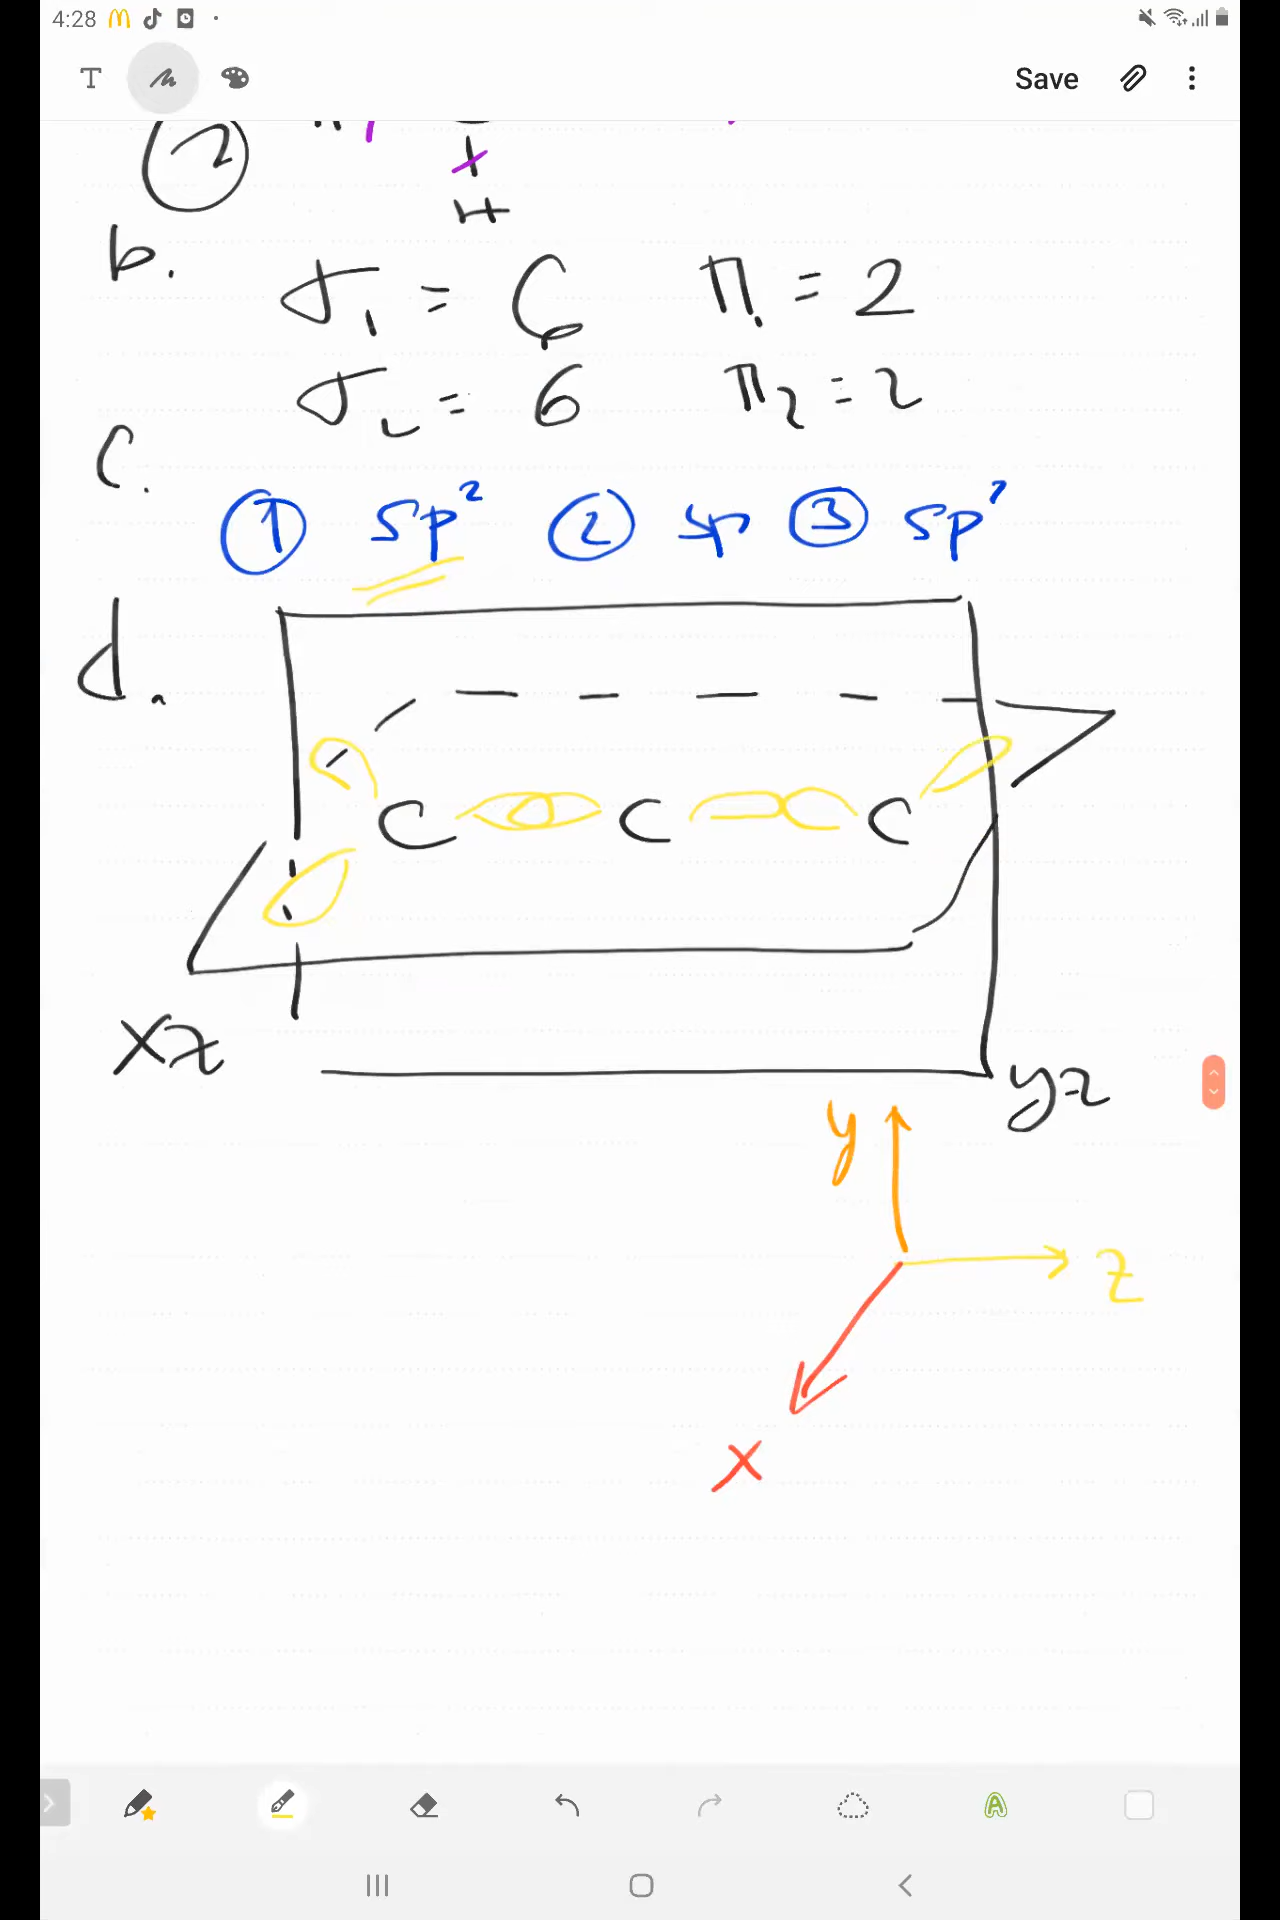 4:28
T Save
2
H
b. σ1 = 6 π1 = 2
σ2 = 6 π2 = 2
c.
① sp² ② sp ③ sp²
d.
C C C
xz
yz
y
z
x
A